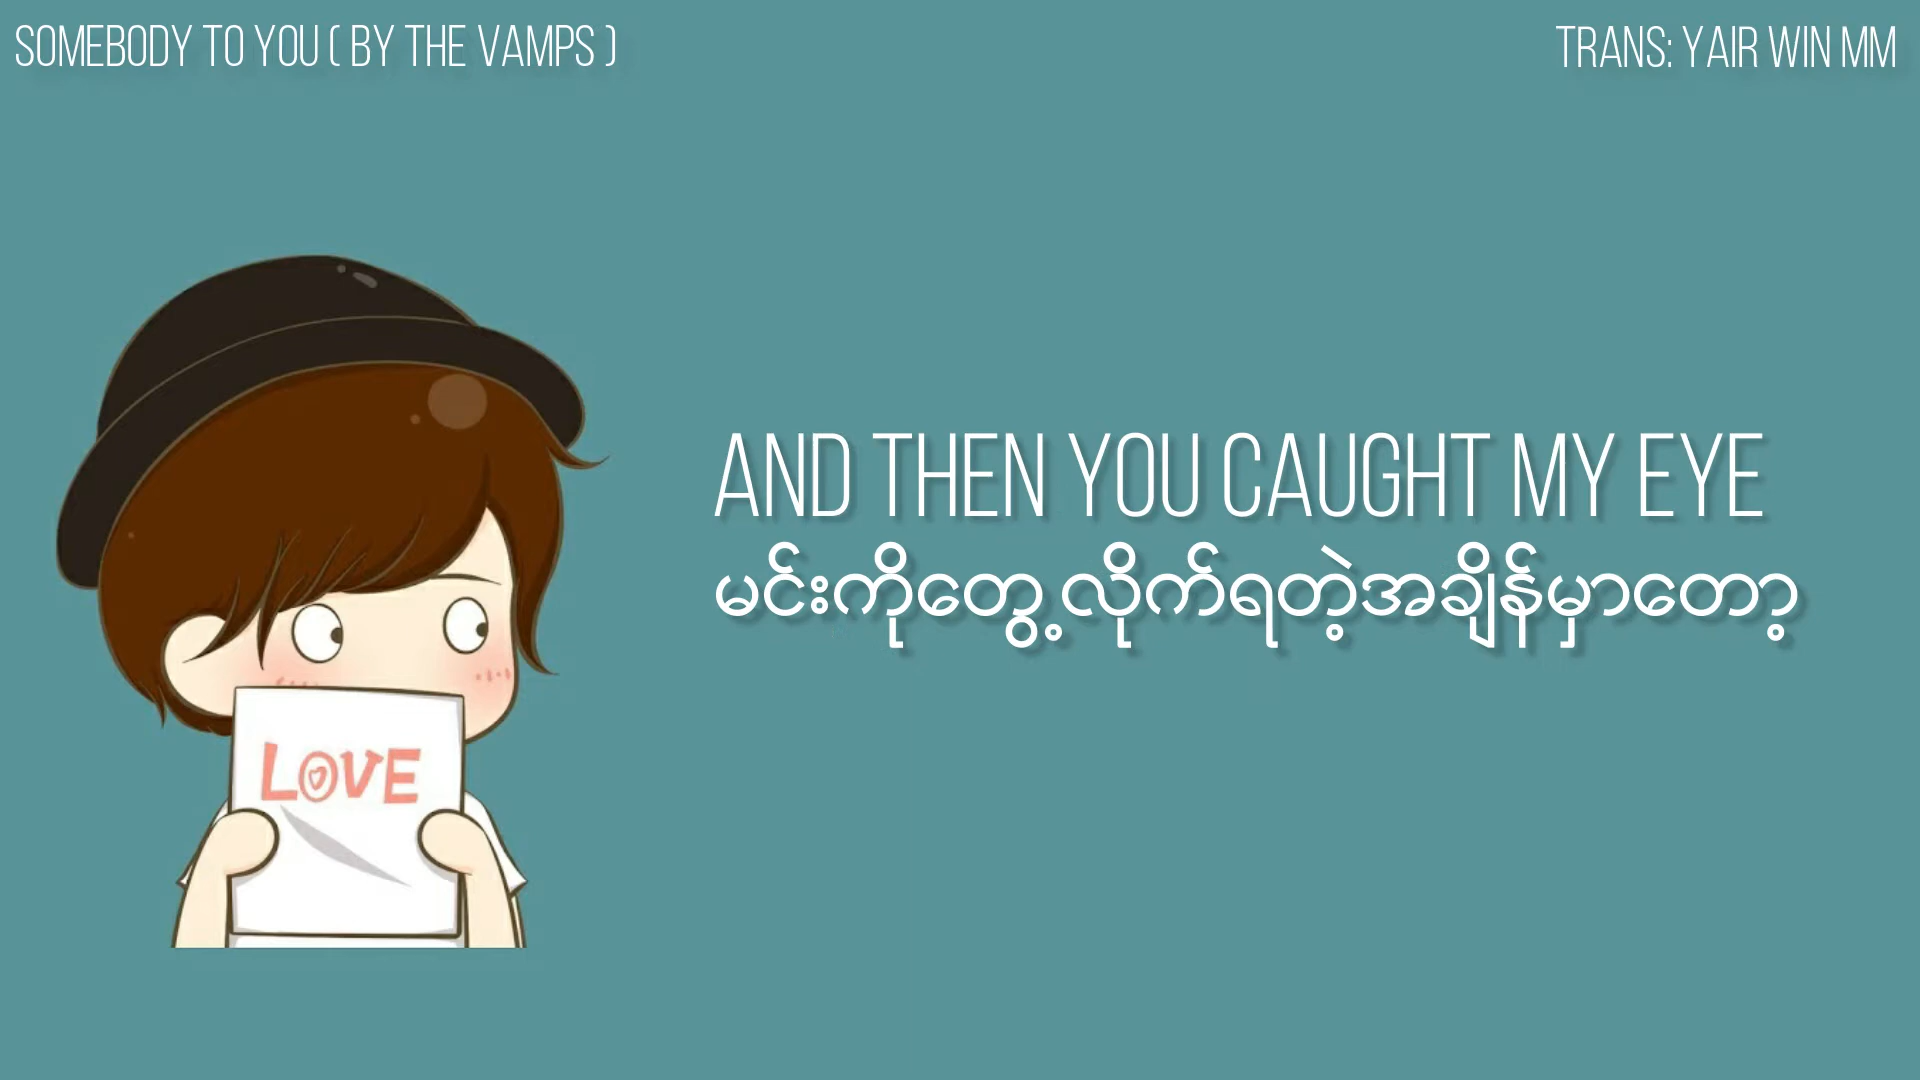 SOMEBODY TO YOU ( BY THE VAMPS )
TRANS: YAIR WIN MM
AND THEN YOU CAUGHT MY EYE
မင်းကိုတွေ့လိုက်ရတဲ့အချိန်မှာတော့
LOVE